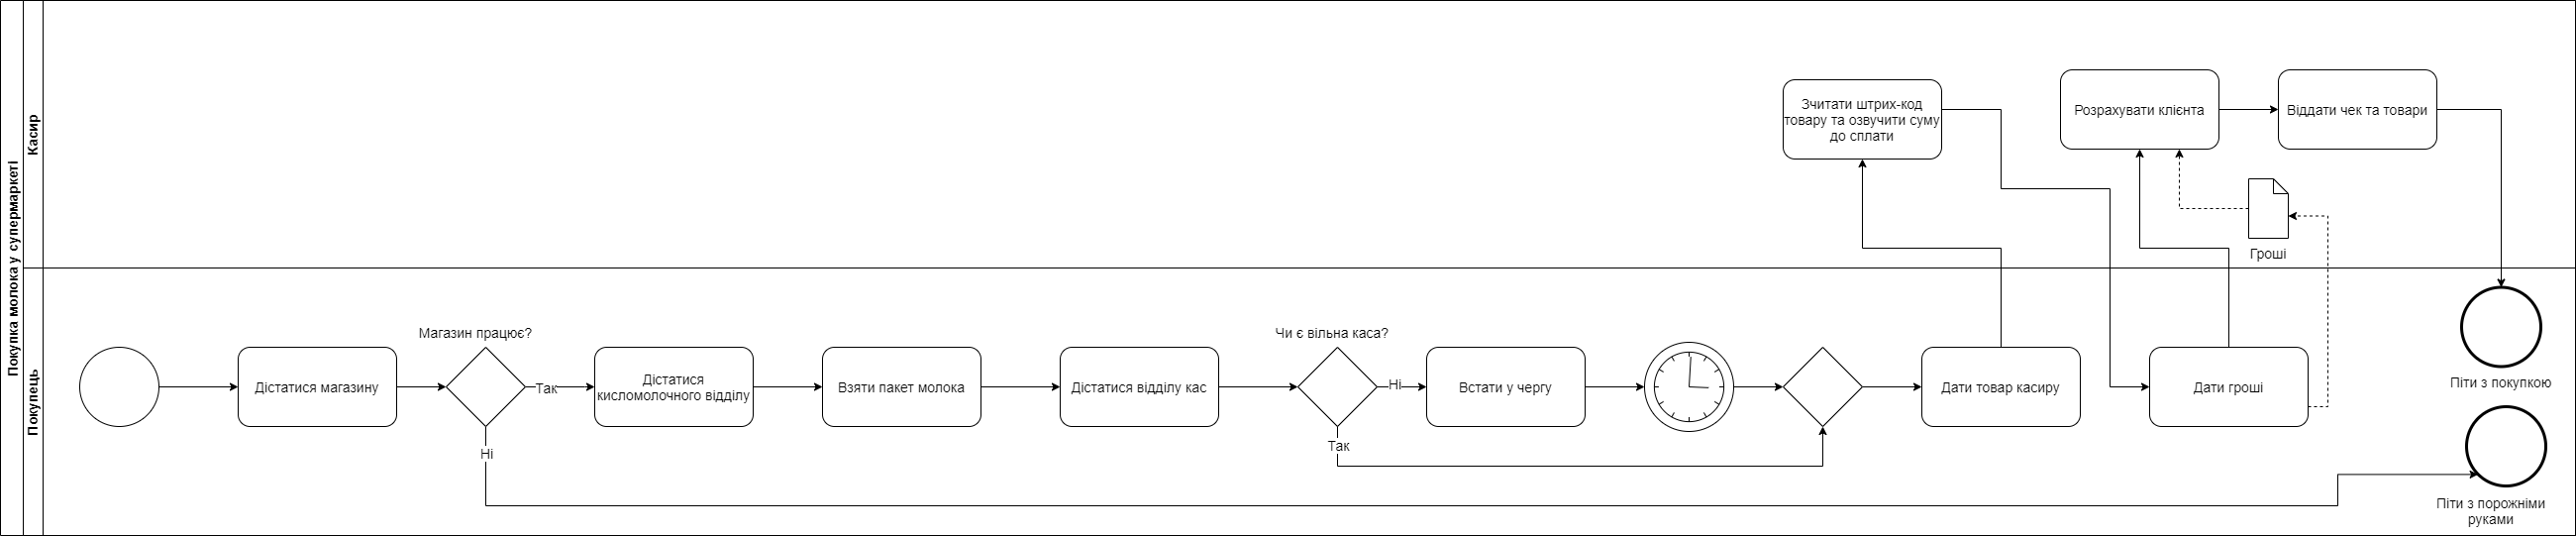 Покупка молока у супермаркеті
Касир
Покупець
Зчитати штрих-код
товару та озвучити суму
до сплати
Розрахувати клієнта
Віддати чек та товари
Гроші
Магазин працює?
Чи є вільна каса?
Дістатися магазину
Так
Дістатися
кисломолочного відділу
Взяти пакет молока
Дістатися відділу кас
Ні
Встати у чергу
Дати товар касиру
Дати гроші
Піти з покупкою
Ні
Так
Піти з порожніми
руками